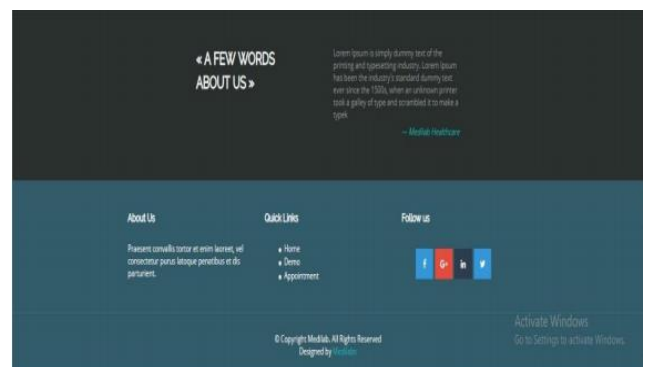 « A FEW WORDS
ABOUT US »
Lorem Ipsum is simply dummy text of the
printing and typesetting industry. Lorem Ipsum
has been the industry's standard dummy text
ever since the 1500s, when an unknown printer
took a galley of type and scrambled it to make a
typek
— Medilab Healthcare
About Us
Praesent convallis tortor et enim laoreet, vel
consectetur purus latoque penatibus et dis
parturient.
Quick Links
Home
Demo
Appointment
Follow us
f G+ in
© Copyright Medilab. All Rights Reserved
Designed by Medilabs
Activate Windows
Go to Settings to activate Windows.